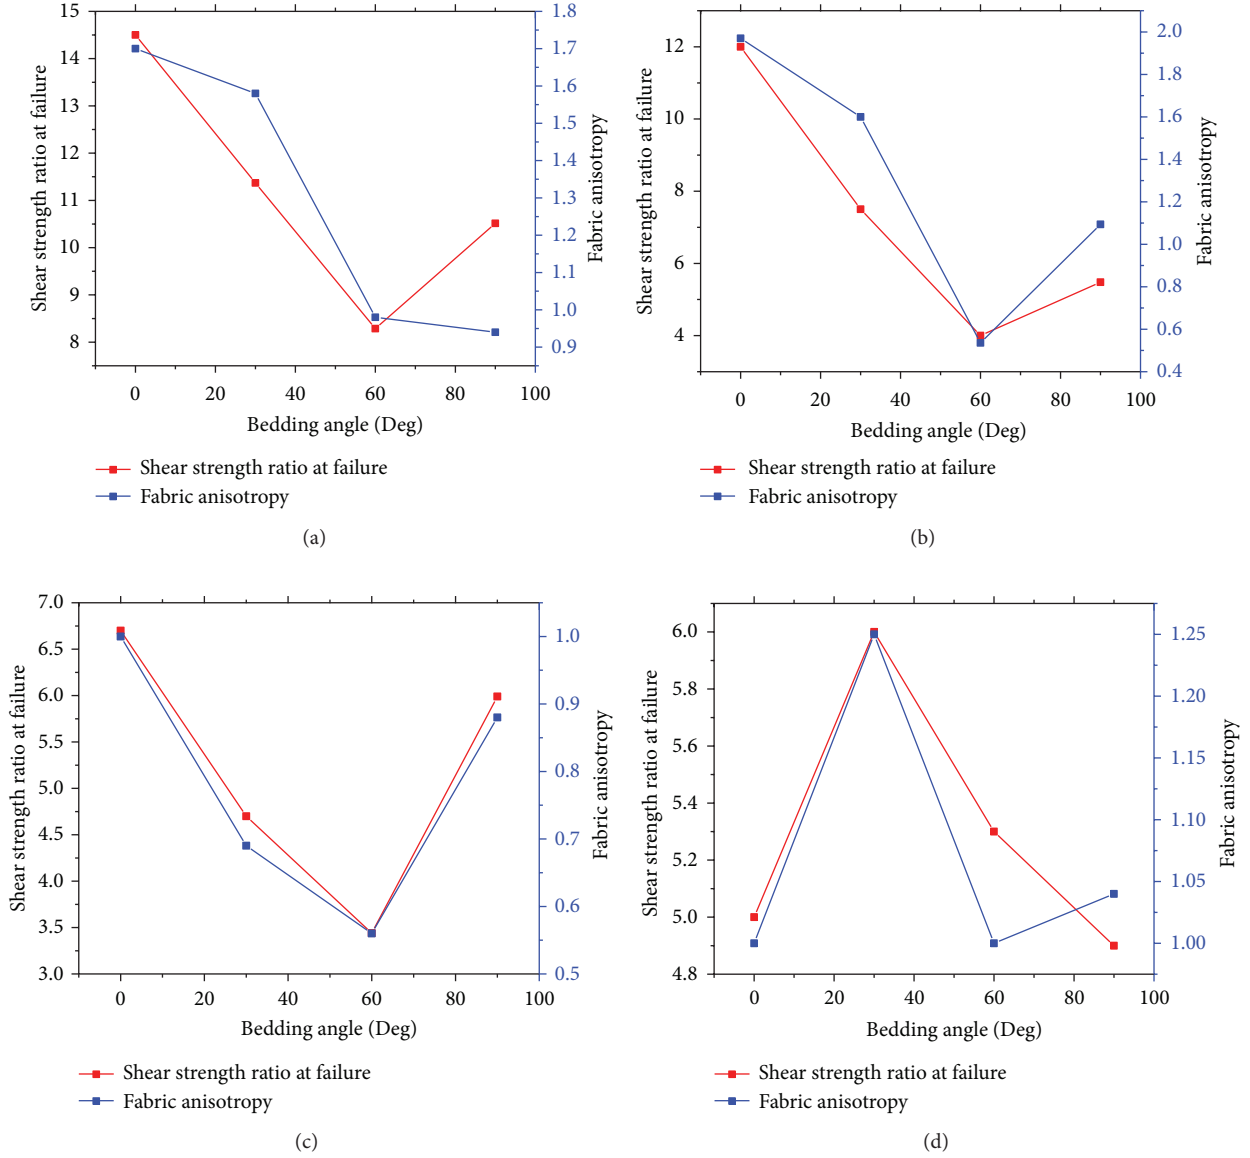 15
14
13
12
11
10
9
8
Shear strength ratio at failure
1.8
1.7
1.6
1.5
1.4
1.3
1.2
1.1
1.0
0.9
Fabric anisotropy
0 20 40 60 80 100
Bedding angle (Deg)
Shear strength ratio at failure
Fabric anisotropy
(a)
12
10
8
6
4
Shear strength ratio at failure
2.0
1.8
1.6
1.4
1.2
1.0
0.8
0.6
0.4
Fabric anisotropy
0 20 40 60 80 100
Bedding angle (Deg)
Shear strength ratio at failure
Fabric anisotropy
(b)
7.0
6.5
6.0
5.5
5.0
4.5
4.0
3.5
3.0
Shear strength ratio at failure
1.0
0.9
0.8
0.7
0.6
0.5
Fabric anisotropy
0 20 40 60 80 100
Bedding angle (Deg)
Shear strength ratio at failure
Fabric anisotropy
(c)
6.0
5.8
5.6
5.4
5.2
5.0
4.8
Shear strength ratio at failure
1.25
1.20
1.15
1.10
1.05
1.00
Fabric anisotropy
0 20 40 60 80 100
Bedding angle (Deg)
Shear strength ratio at failure
Fabric anisotropy
(d)